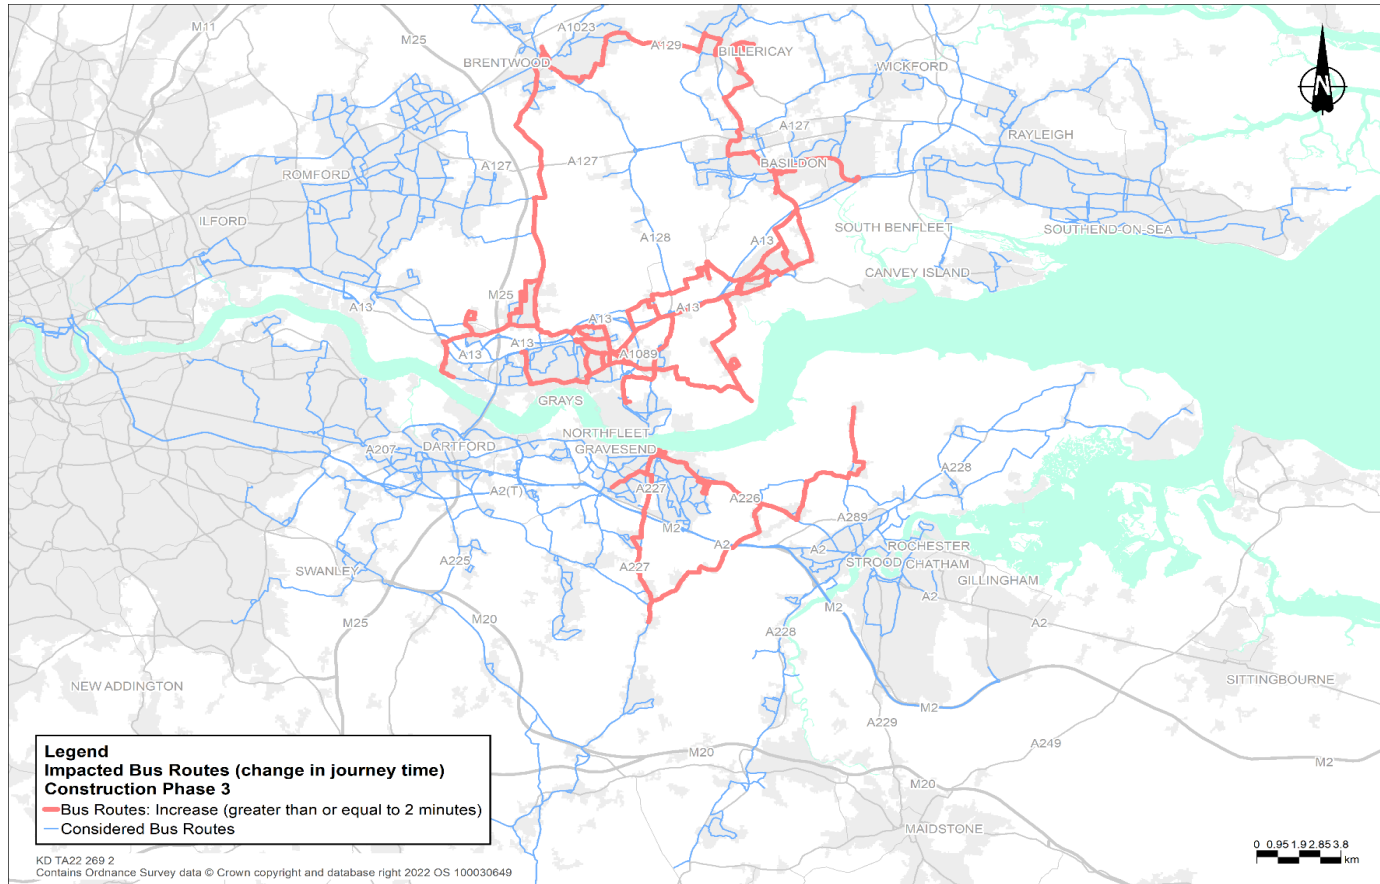 M11
A1023
M25
A129
BRENTWOOD
BILLERICAY
WICKFORD
N
A127
RAYLEIGH
A127
A127
BASILDON
ROMFORD
ILFORD
SOUTH BENFLEET
SOUTHEND-ON-SEA
A128
A13
CANVEY ISLAND
M25
A13
A13
A13
A13
A13
A1089
GRAYS
NORTHFLEET
DARTFORD
GRAVESEND
A207
A228
A2(T)
A227
A226
A289
M2
A2
A2
ROCHESTER
A225
STROOD
CHATHAM
SWANLEY
A227
GILLINGHAM
A2
M2
M25
M20
A2
A228
NEW ADDINGTON
SITTINGBOURNE
M2
A229
A249
M20
M2
M20
MAIDSTONE
Legend
Impacted Bus Routes (change in journey time)
Construction Phase 3
Bus Routes: Increase (greater than or equal to 2 minutes)
Considered Bus Routes
0 0.95 1.9 2.85 3.8
km
KD TA22 269 2
Contains Ordnance Survey data © Crown copyright and database right 2022 OS 100030649